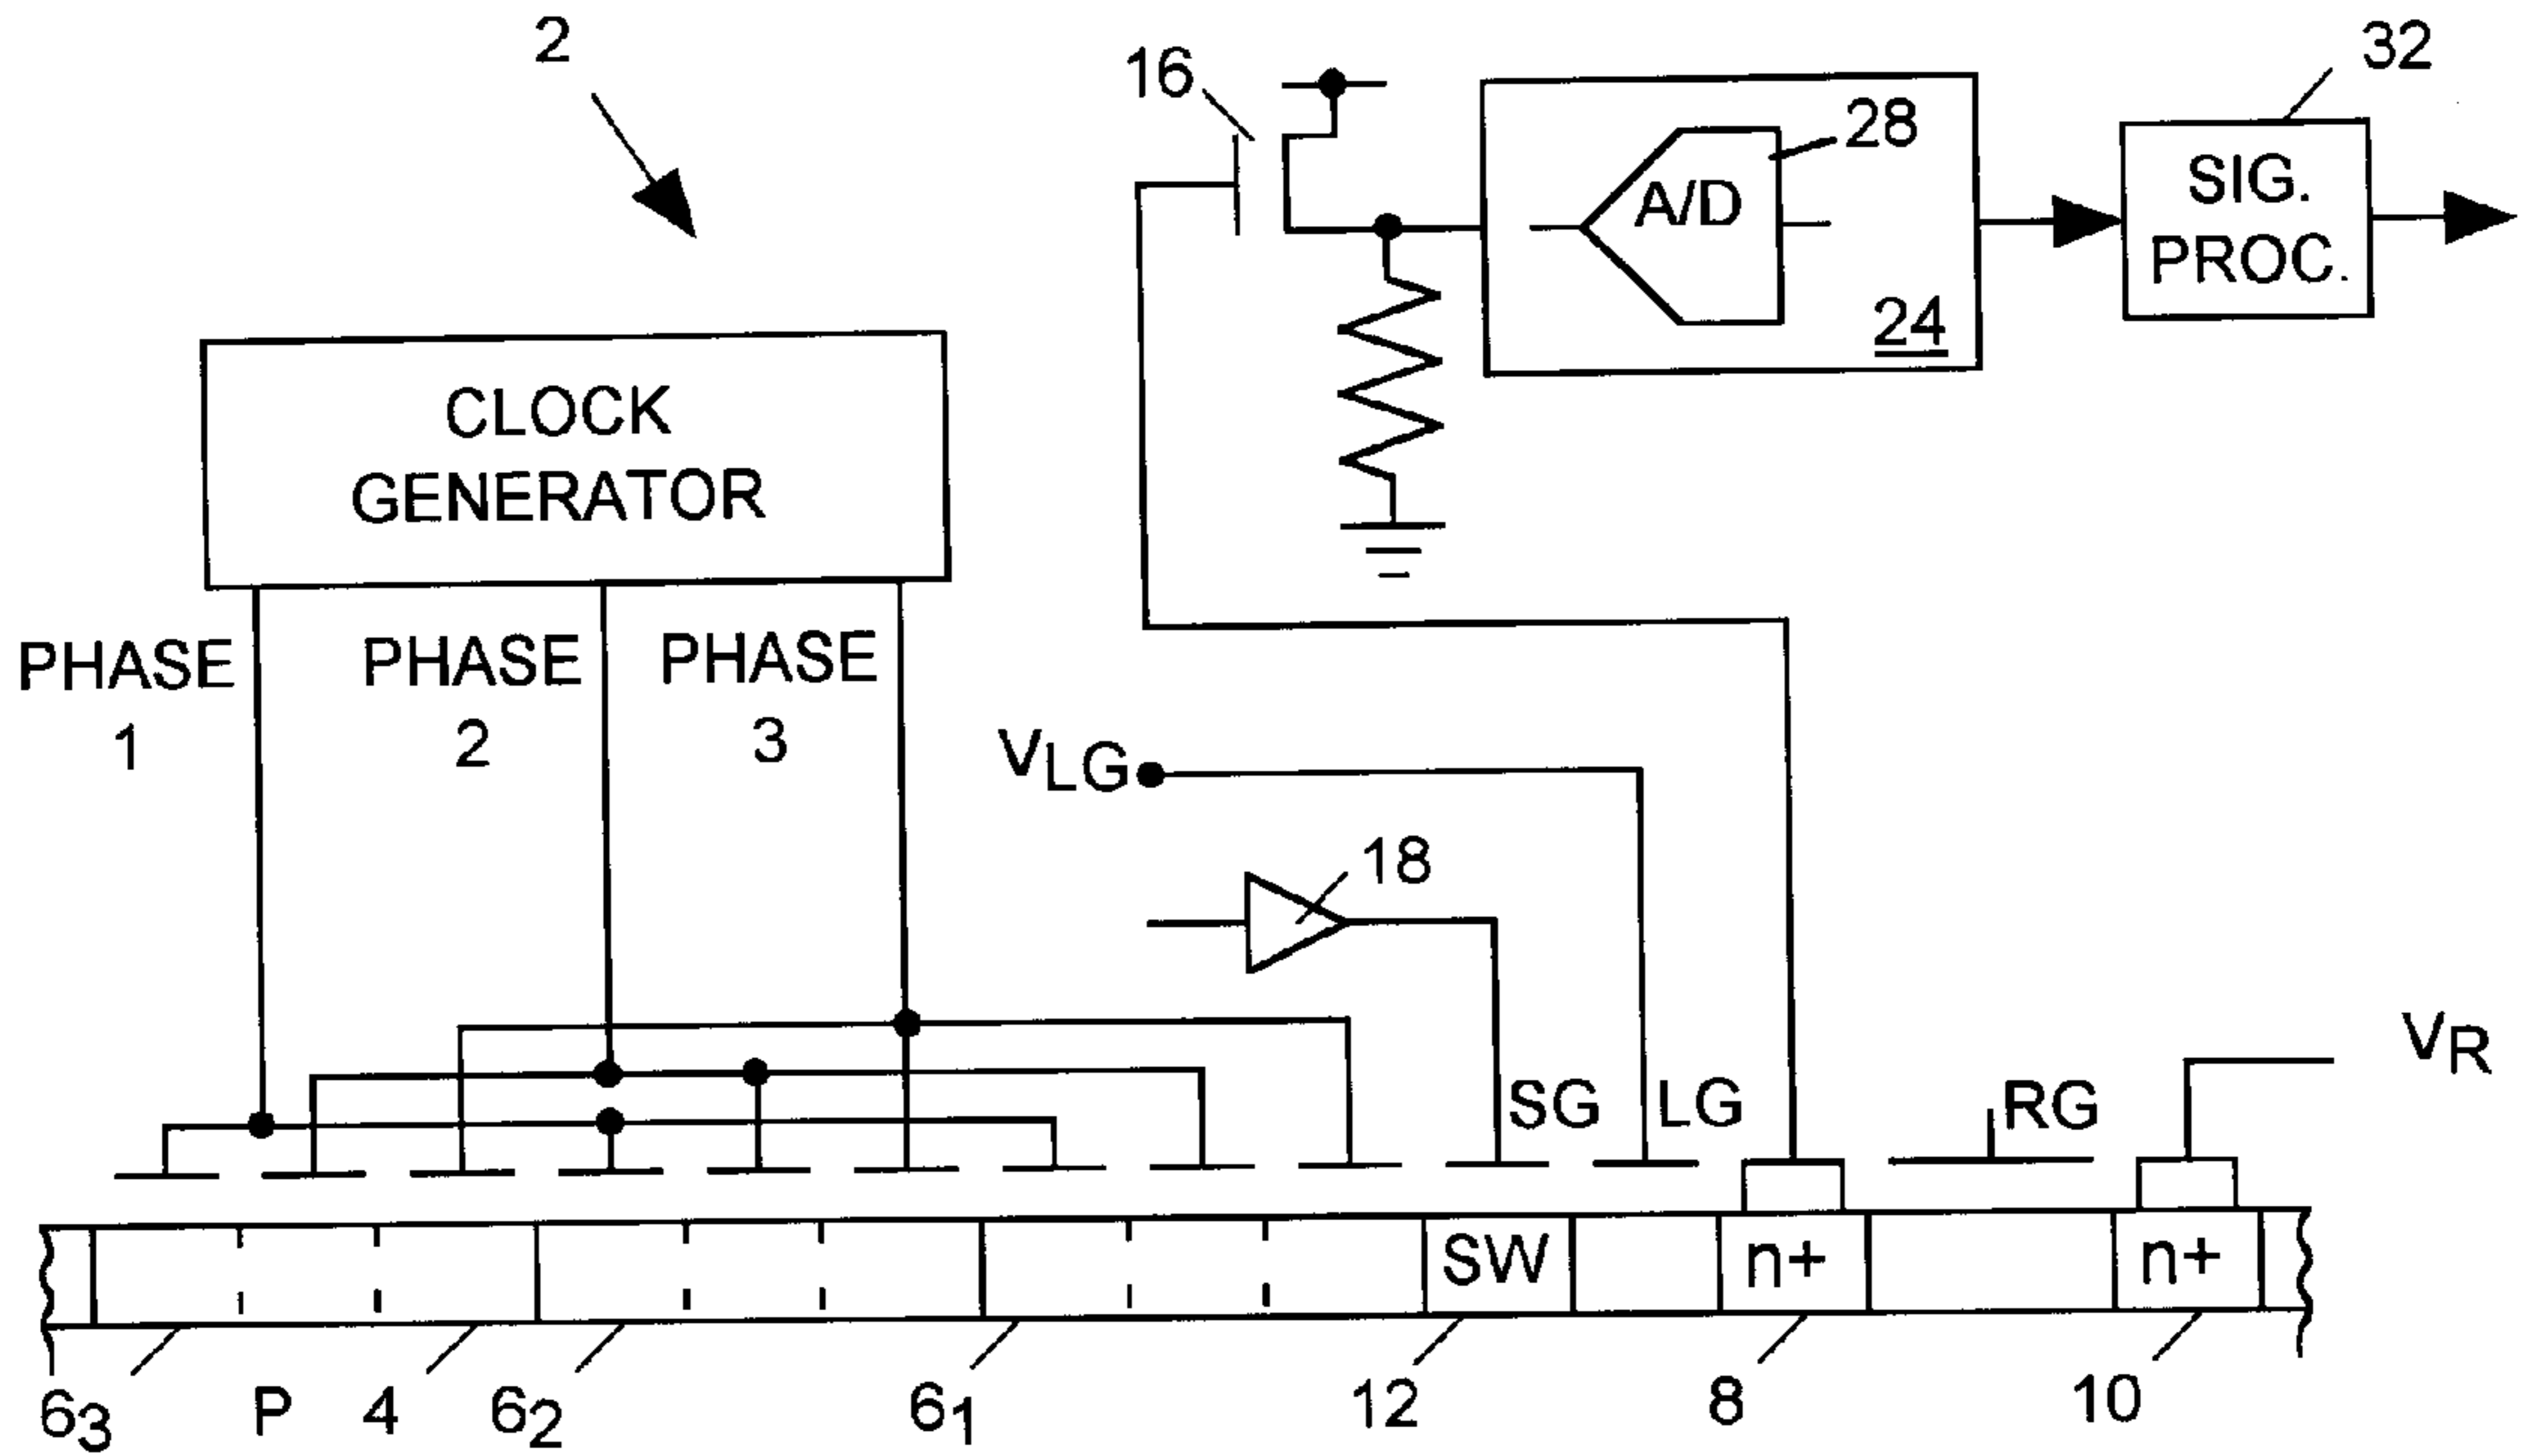 2
16
32
28
A/D
SIG.
PROC.
24
CLOCK
GENERATOR
PHASE
1
PHASE
2
PHASE
3
VLG
18
VR
SG
LG
RG
SW
n+
n+
63
P
4
62
61
12
8
10